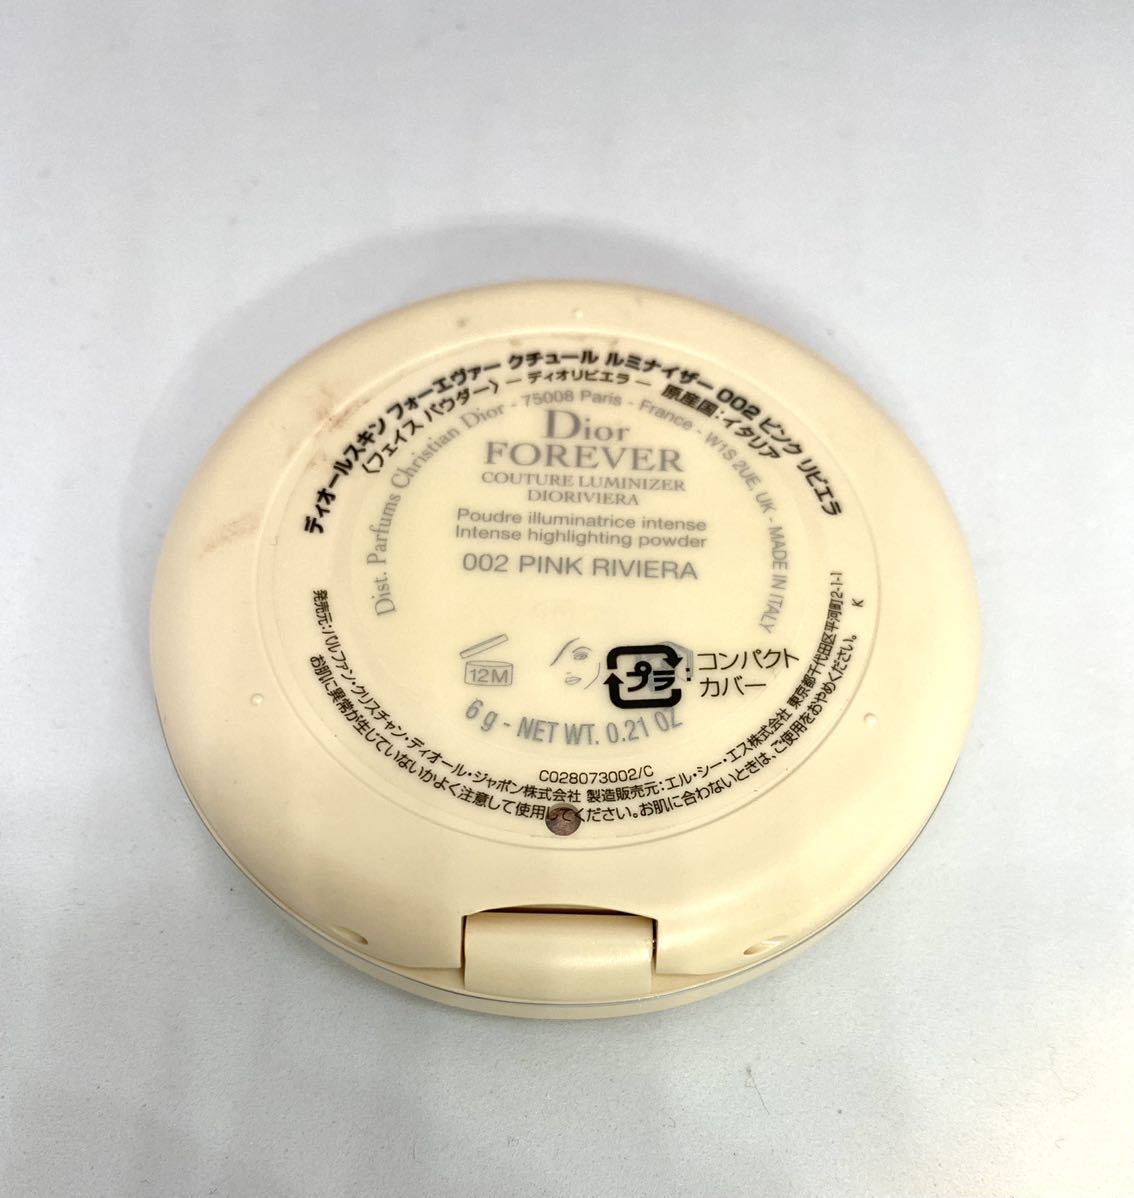 ディオールスキン フォーエヴァー クチュール ルミナイザー 002 ピンク リビエラ
〈フェイス パウダー〉 ― ディオリビエラ ― 原産国：イタリア
Dist. Parfums Christian Dior - 75008 Paris - France - W1S 2UE, UK - MADE IN ITALY
Dior
FOREVER
COUTURE LUMINIZER
DIORIVIERA
Poudre illuminatrice intense
Intense highlighting powder
002 PINK RIVIERA
12M
プラ
：コンパクト
カバー
6 g - NET WT. 0.21 OZ
C028073002/C
発売元：パルファン・クリスチャン・ディオール・ジャポン株式会社 製造販売元：エル・シー・エス株式会社 東京都千代田区平河町2-1-1
お肌に異常が生じていないかよく注意して使用してください。お肌に合わないときは、ご使用をおやめください。 K